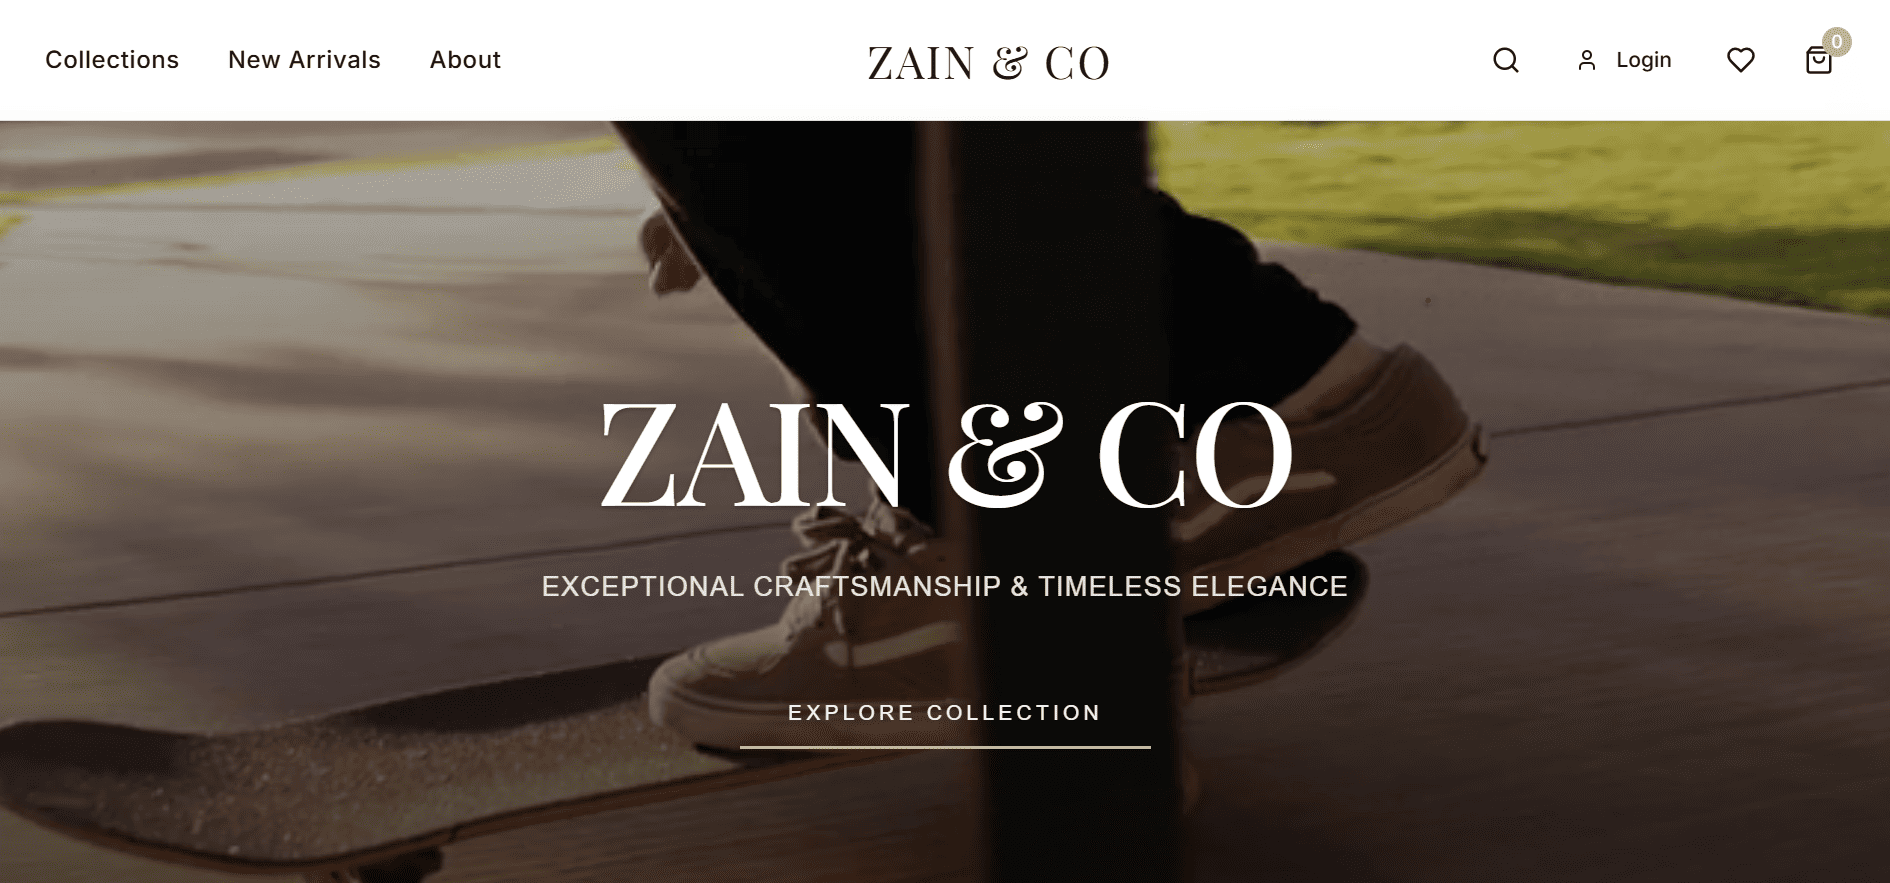 Collections New Arrivals About ZAIN & CO Login 0
ZAIN & CO
EXCEPTIONAL CRAFTSMANSHIP & TIMELESS ELEGANCE
EXPLORE COLLECTION